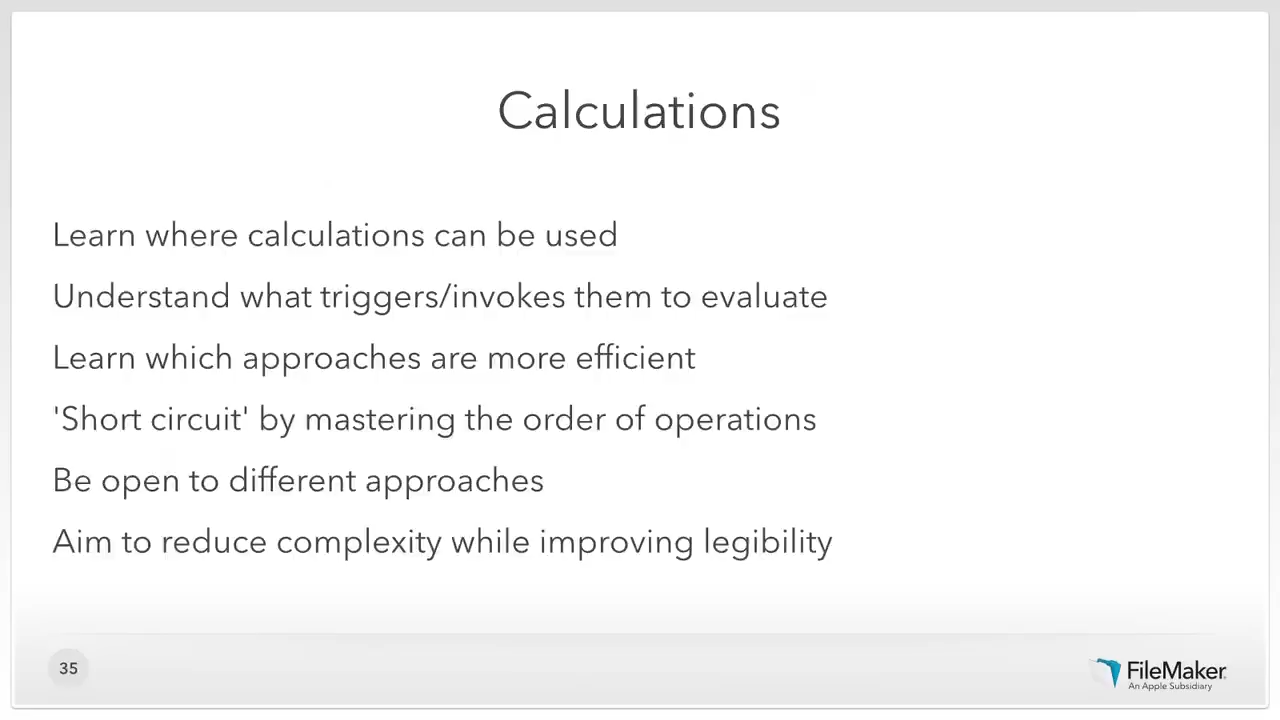 Calculations
Learn where calculations can be used
Understand what triggers/invokes them to evaluate
Learn which approaches are more efficient
'Short circuit' by mastering the order of operations
Be open to different approaches
Aim to reduce complexity while improving legibility
35
FileMaker
An Apple Subsidiary